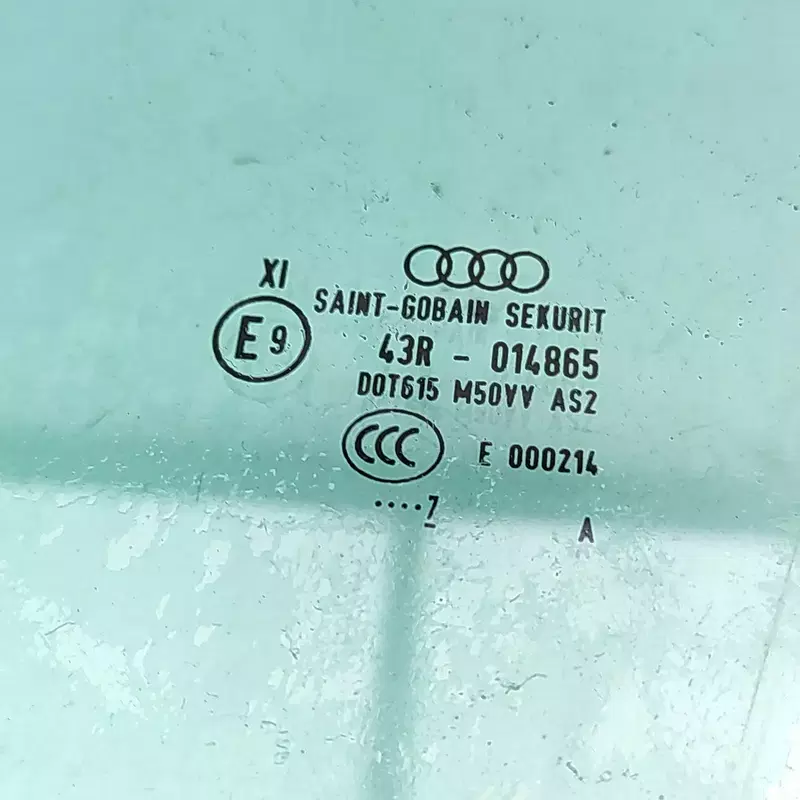 XI
SAINT-GOBAIN SEKURIT
E9
43R - 014865
DOT615 M50VV AS2
CCC E 000214
....7
A